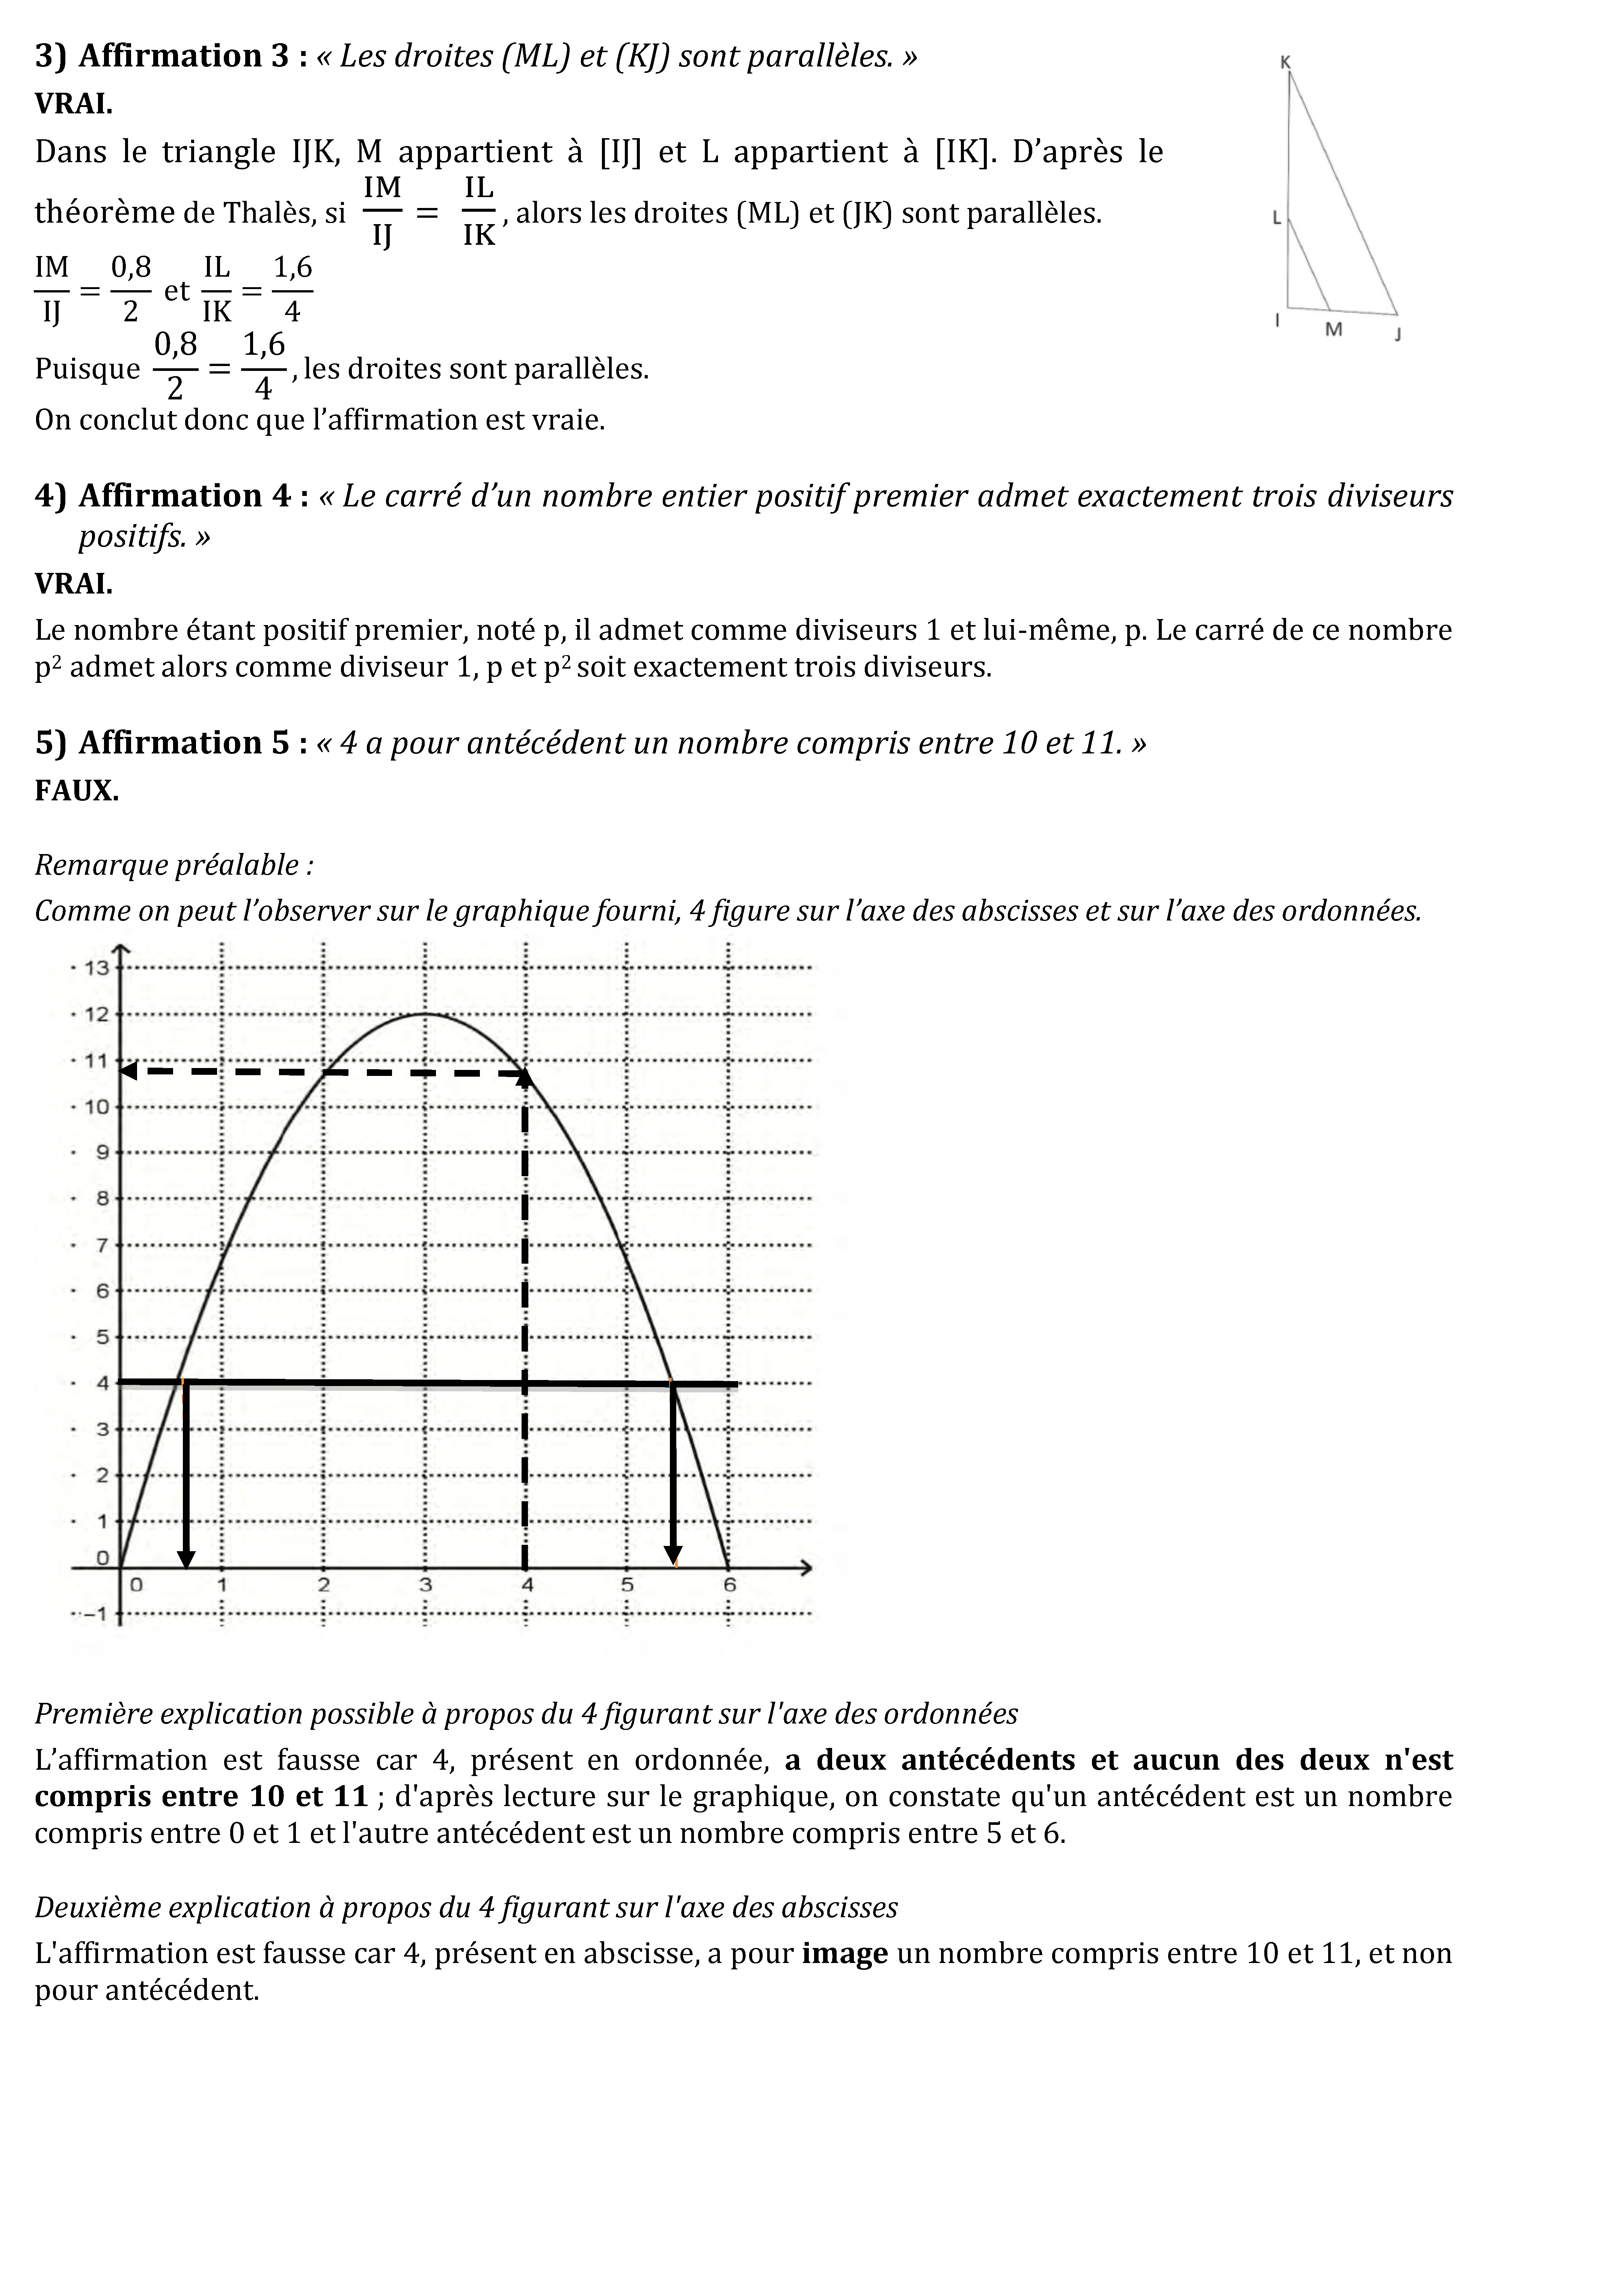 3) Affirmation 3 : « Les droites (ML) et (KJ) sont parallèles. »
VRAI.
Dans le triangle IJK, M appartient à [IJ] et L appartient à [IK]. D’après le
théorème de Thalès, si IM/IJ = IL/IK, alors les droites (ML) et (JK) sont parallèles.
IM/IJ = 0,8/2 et IL/IK = 1,6/4
Puisque 0,8/2 = 1,6/4, les droites sont parallèles.
On conclut donc que l’affirmation est vraie.
K
L
I
M
J
4) Affirmation 4 : « Le carré d’un nombre entier positif premier admet exactement trois diviseurs
positifs. »
VRAI.
Le nombre étant positif premier, noté p, il admet comme diviseurs 1 et lui-même, p. Le carré de ce nombre
p² admet alors comme diviseur 1, p et p² soit exactement trois diviseurs.
5) Affirmation 5 : « 4 a pour antécédent un nombre compris entre 10 et 11. »
FAUX.
Remarque préalable :
Comme on peut l’observer sur le graphique fourni, 4 figure sur l’axe des abscisses et sur l’axe des ordonnées.
13
12
11
10
9
8
7
6
5
4
3
2
1
0
0 1 2 3 4 5 6
−1
Première explication possible à propos du 4 figurant sur l'axe des ordonnées
L’affirmation est fausse car 4, présent en ordonnée, a deux antécédents et aucun des deux n'est
compris entre 10 et 11 ; d'après lecture sur le graphique, on constate qu'un antécédent est un nombre
compris entre 0 et 1 et l'autre antécédent est un nombre compris entre 5 et 6.
Deuxième explication à propos du 4 figurant sur l'axe des abscisses
L'affirmation est fausse car 4, présent en abscisse, a pour image un nombre compris entre 10 et 11, et non
pour antécédent.